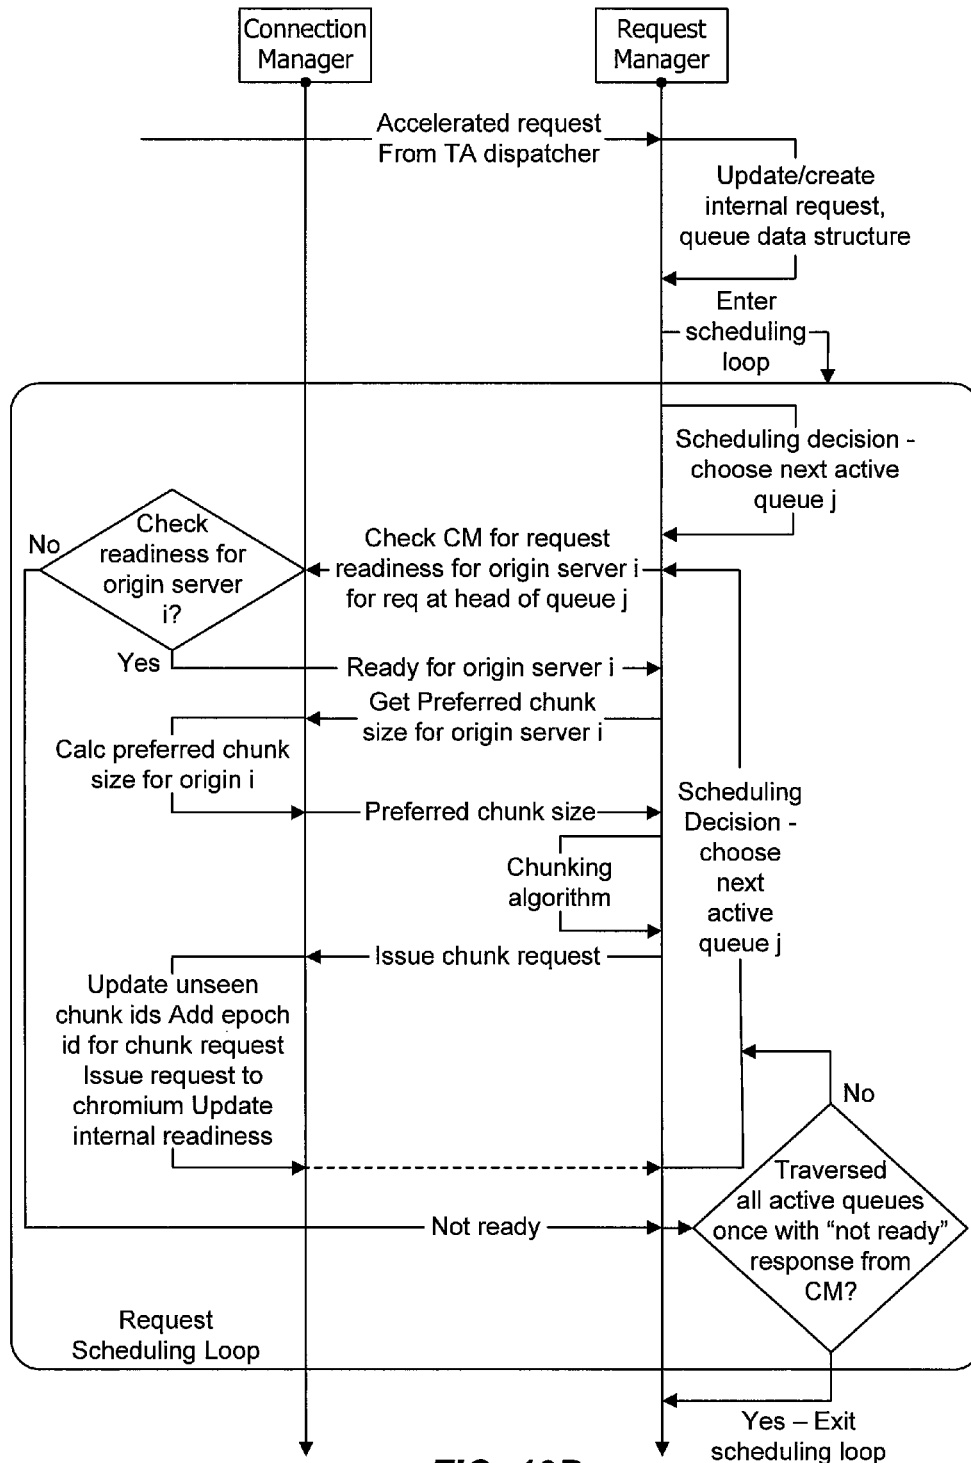 Connection
Manager
Request
Manager
Accelerated request
From TA dispatcher
Update/create
internal request,
queue data structure
Enter
scheduling
loop
Scheduling decision -
choose next active
queue j
Check
readiness for
origin server
i?
No
Check CM for request
readiness for origin server i
for req at head of queue j
Yes
Ready for origin server i
Get Preferred chunk
size for origin server i
Calc preferred chunk
size for origin i
Preferred chunk size
Scheduling
Decision -
choose
next
active
queue j
Chunking
algorithm
Issue chunk request
Update unseen
chunk ids Add epoch
id for chunk request
Issue request to
chromium Update
internal readiness
No
Traversed
all active queues
once with “not ready”
response from
CM?
Not ready
Request
Scheduling Loop
Yes – Exit
scheduling loop